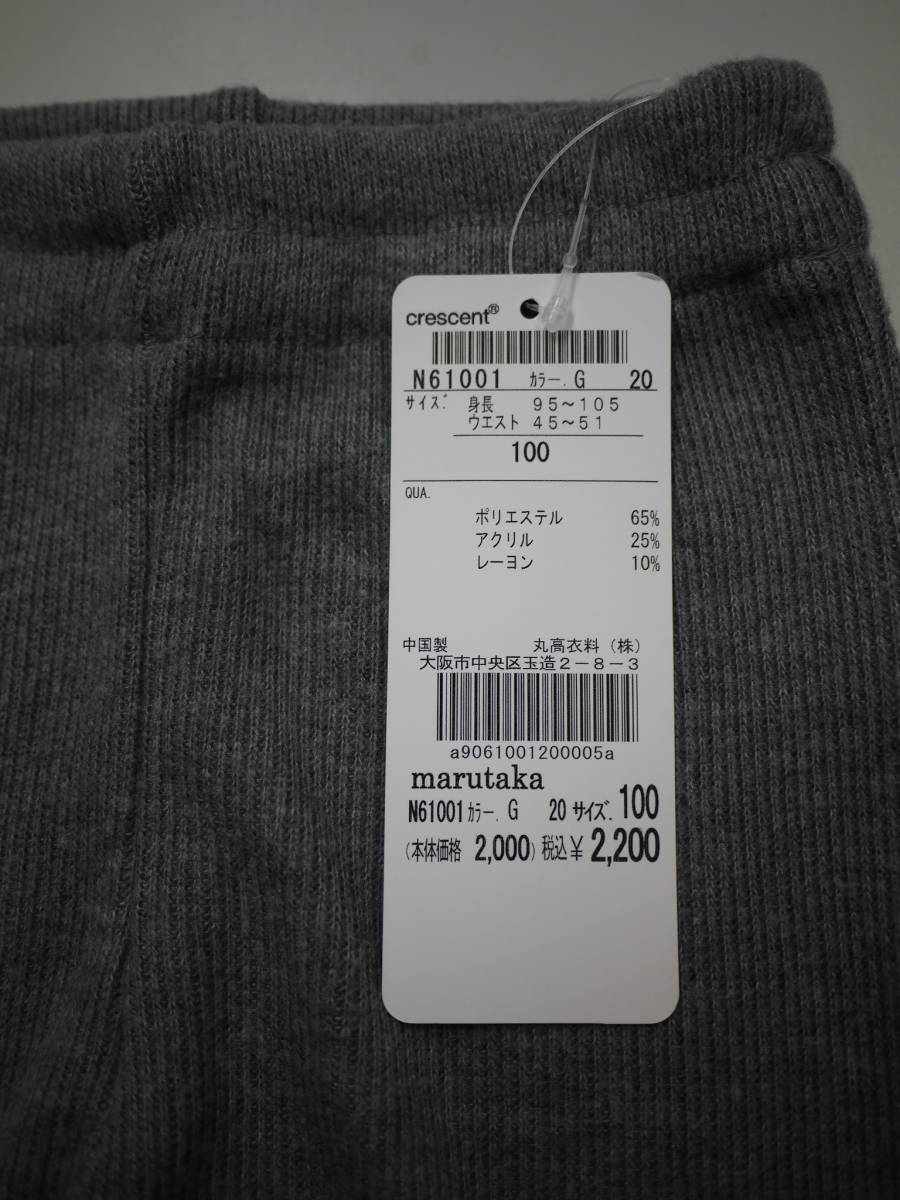 crescent®
N61001 カラー. G 20
サイズ. 身長 95～105
ウエスト 45～51
100
QUA.
ポリエステル 65%
アクリル 25%
レーヨン 10%
中国製 丸高衣料（株）
大阪市中央区玉造2－8－3
a9061001200005a
marutaka
N61001 カラー. G 20 サイズ. 100
(本体価格 2,000) 税込￥2,200